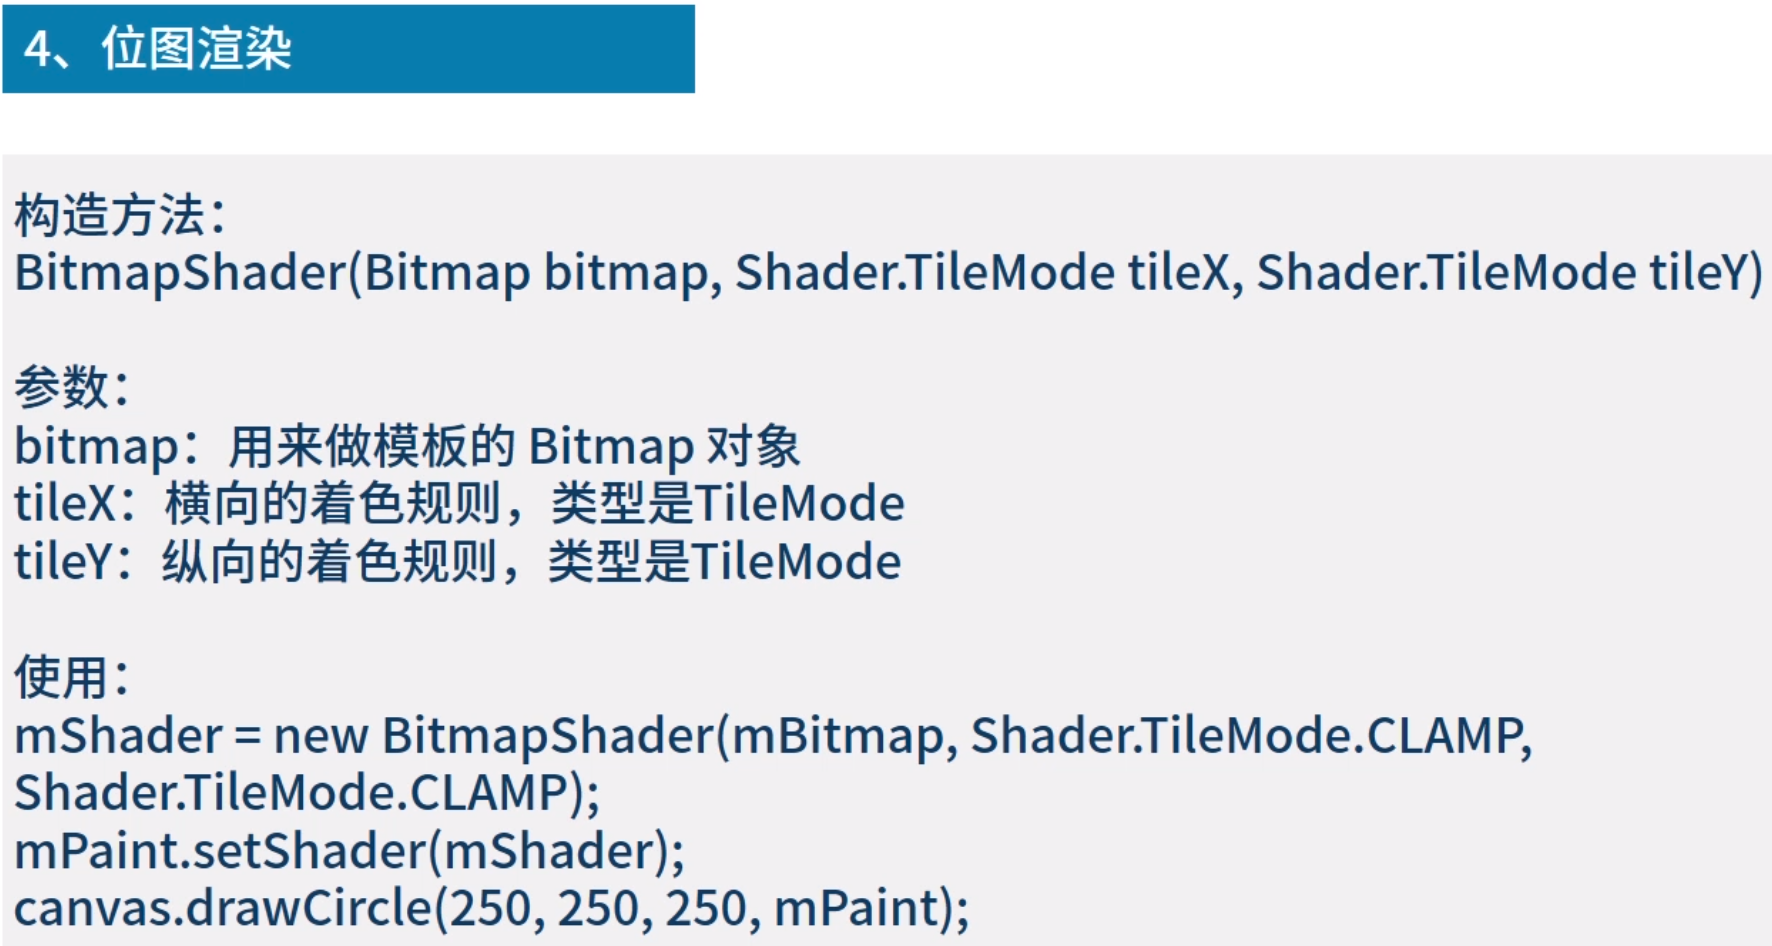 4、位图渲染
构造方法：
BitmapShader(Bitmap bitmap, Shader.TileMode tileX, Shader.TileMode tileY)
参数：
bitmap：用来做模板的 Bitmap 对象
tileX：横向的着色规则，类型是TileMode
tileY：纵向的着色规则，类型是TileMode
使用：
mShader = new BitmapShader(mBitmap, Shader.TileMode.CLAMP,
Shader.TileMode.CLAMP);
mPaint.setShader(mShader);
canvas.drawCircle(250, 250, 250, mPaint);